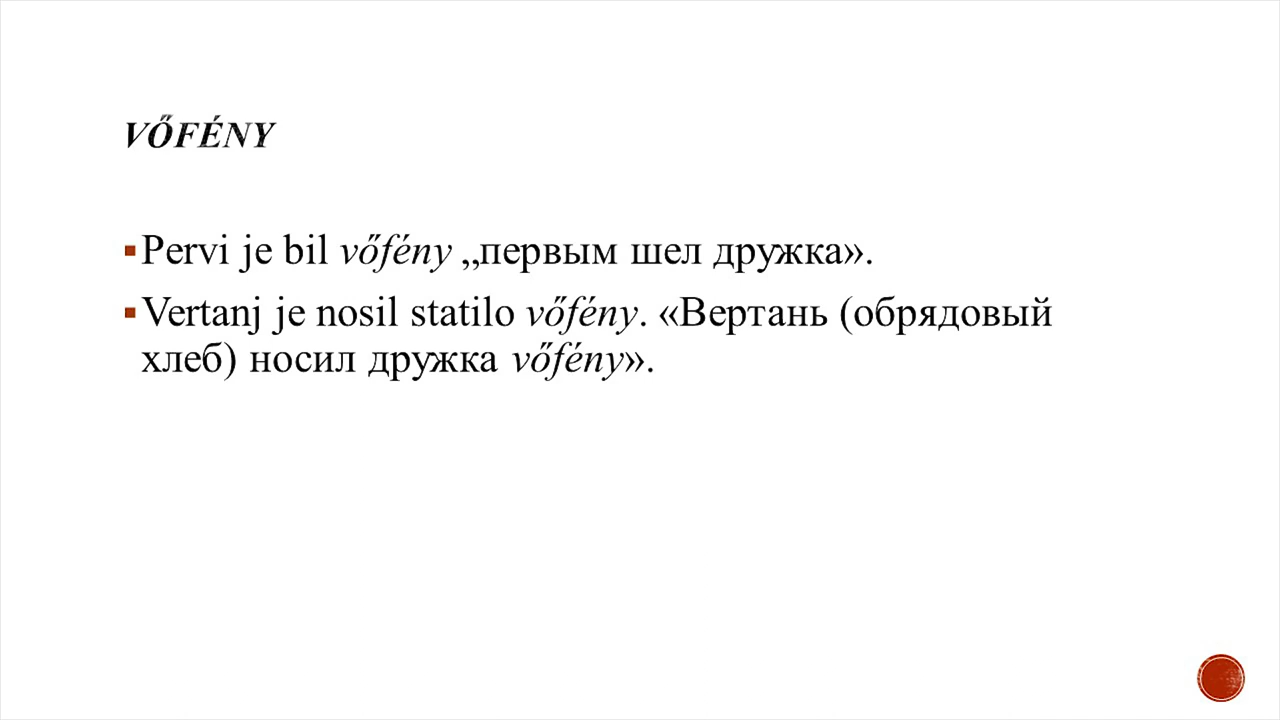 VŐFÉNY
Pervi je bil vőfény „первым шел дружка».
Vertanj je nosil statilo vőfény. «Вертань (обрядовый
хлеб) носил дружка vőfény».